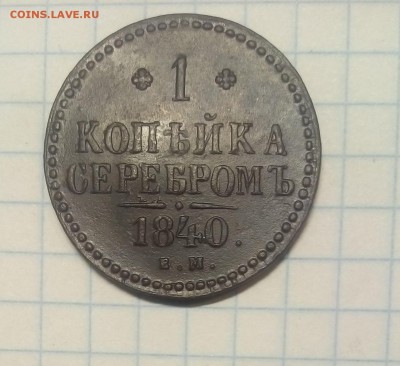 COINS.LAVE.RU
1
КОПѢЙКА
СЕРЕБРОМЪ
1840.
Е.М.